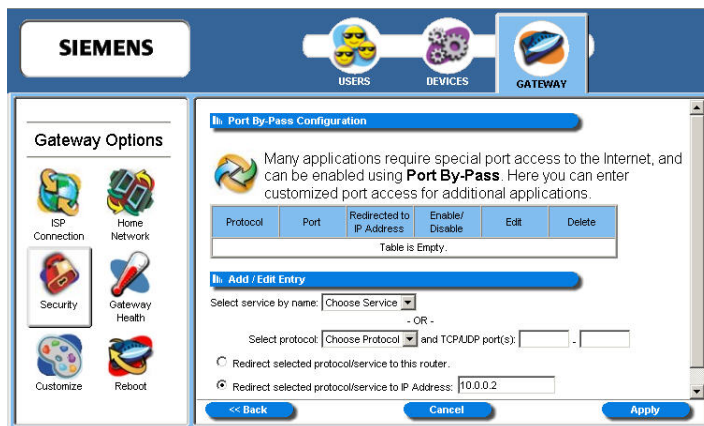 SIEMENS
USERS
DEVICES
GATEWAY
Gateway Options
ISP
Connection
Home
Network
Security
Gateway
Health
Customize
Reboot
Port By-Pass Configuration
Many applications require special port access to the Internet, and
can be enabled using Port By-Pass. Here you can enter
customized port access for additional applications.
Protocol Port Redirected to IP Address Enable/ Disable Edit Delete
Table is Empty.
Add / Edit Entry
Select service by name: Choose Service
- OR -
Select protocol: Choose Protocol and TCP/UDP port(s): -
Redirect selected protocol/service to this router.
Redirect selected protocol/service to IP Address: 10.0.0.2
<< Back Cancel Apply